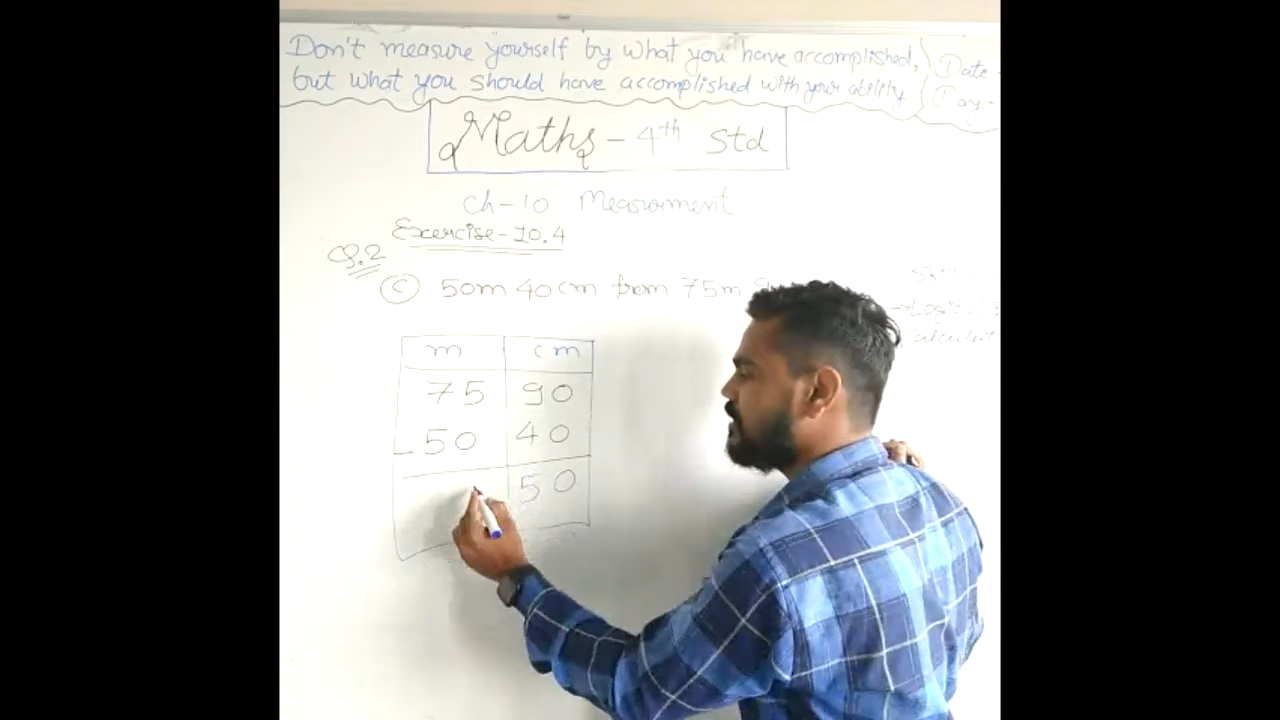 Don't measure yourself by what you have accomplished,
but what you should have accomplished with your ability
Date -
Day -
Maths - 4th Std
Ch-10 Measurment
Exercise - 10.4
Q.2
(C) 50m 40cm from 75m
m cm
75 90
- 50 40
50